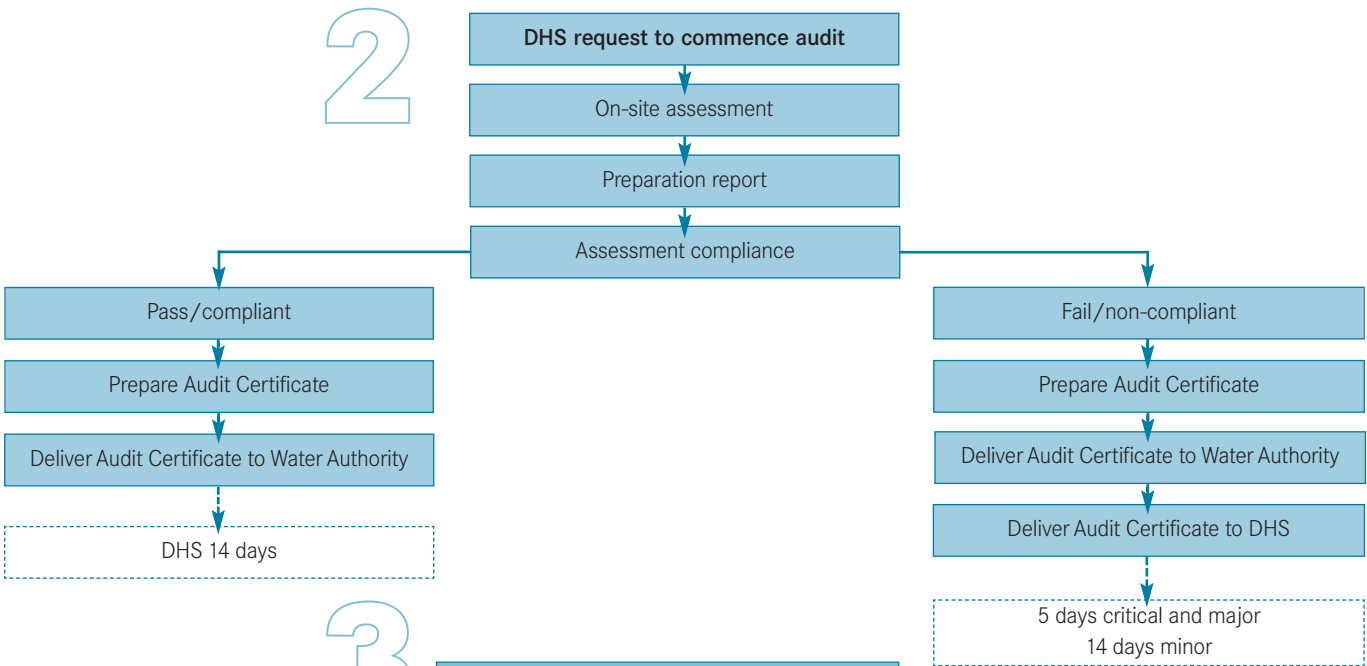 2
DHS request to commence audit
On-site assessment
Preparation report
Assessment compliance
Pass/compliant
Prepare Audit Certificate
Deliver Audit Certificate to Water Authority
DHS 14 days
Fail/non-compliant
Prepare Audit Certificate
Deliver Audit Certificate to Water Authority
Deliver Audit Certificate to DHS
5 days critical and major
14 days minor
3